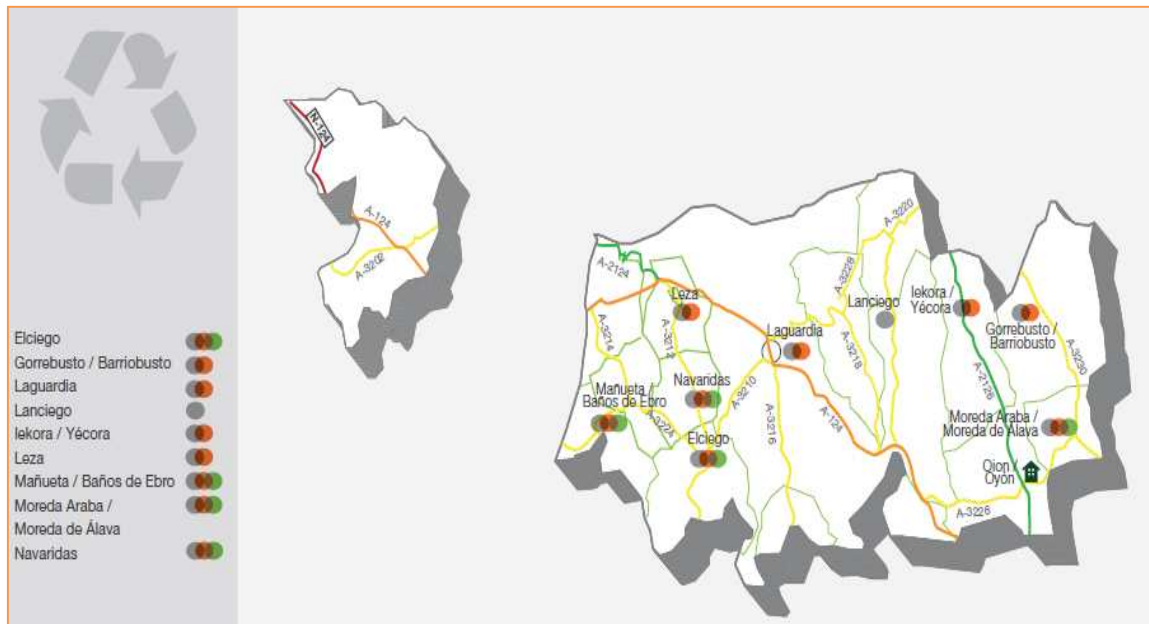 Elciego
Gorrebusto / Barriobusto
Laguardia
Lanciego
Iekora / Yécora
Leza
Mañueta / Baños de Ebro
Moreda Araba /
Moreda de Álava
Navaridas
N-124
A-124
A-3202
A-2124
A-3214
Leza
A-3212
Mañueta /
Baños de Ebro
A-3224
Navaridas
Elciego
A-3210
Laguardia
A-3216
A-124
A-3228
A-3218
Lanciego
A-3220
Iekora /
Yécora
A-2126
Gorrebusto /
Barriobusto
A-3230
Moreda Araba /
Moreda de Álava
Oion /
Oyón
A-3226